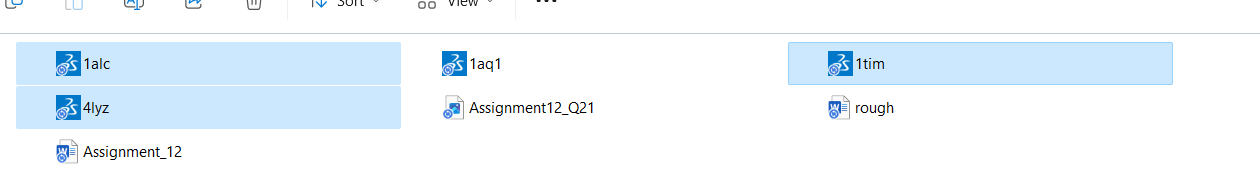 Sort View
1alc 1aq1 1tim
4lyz Assignment12_Q21 rough
Assignment_12